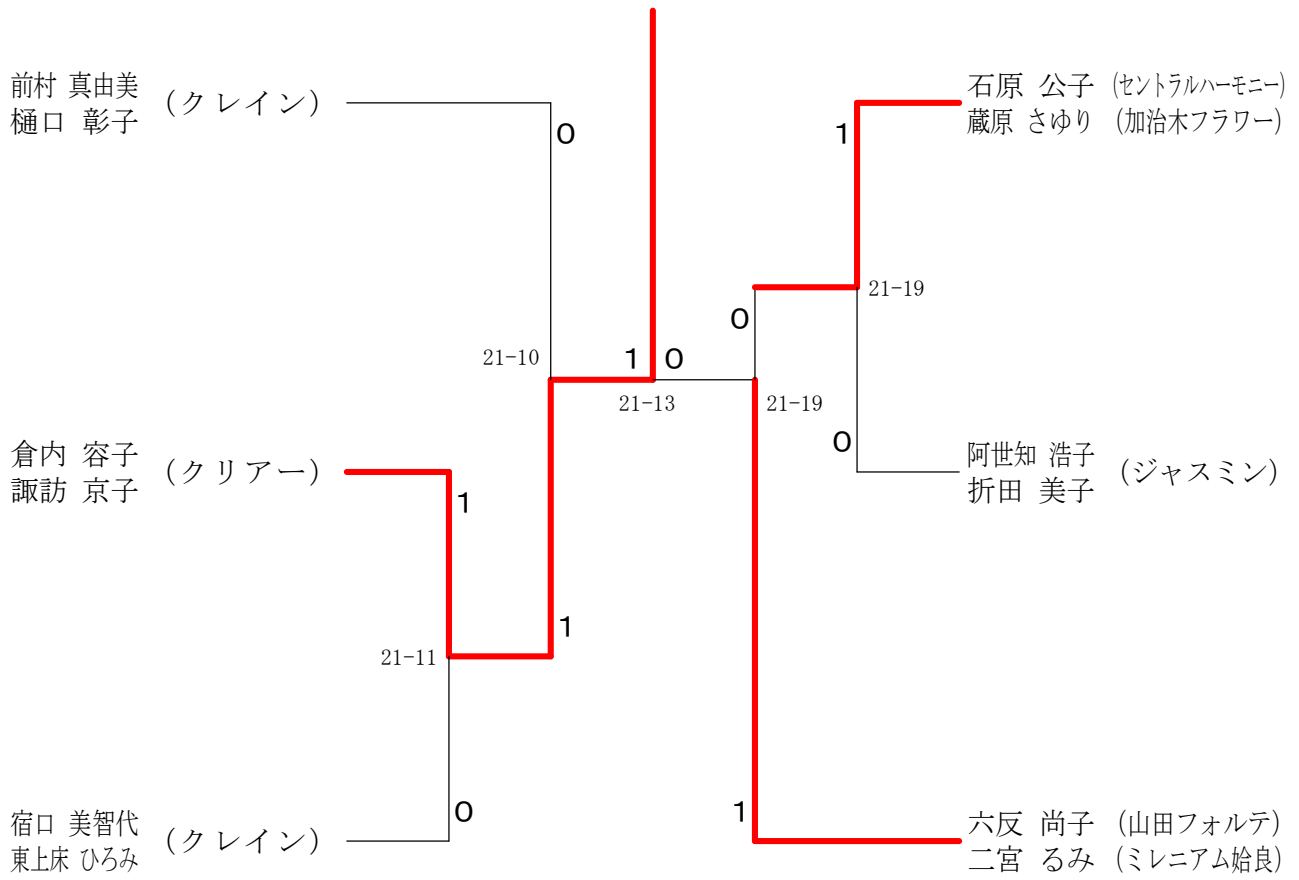 前村 真由美
樋口 彰子
(クレイン)
0
21-10
倉内 容子
諏訪 京子
(クリアー)
1
21-11
1
宿口 美智代
東上床 ひろみ
(クレイン)
0
1 0
21-13
石原 公子 (セントラルハーモニー)
蔵原 さゆり (加治木フラワー)
1
21-19
0
21-19
0
阿世知 浩子
折田 美子
(ジャスミン)
1
六反 尚子 (山田フォルテ)
二宮 るみ (ミレニアム姶良)